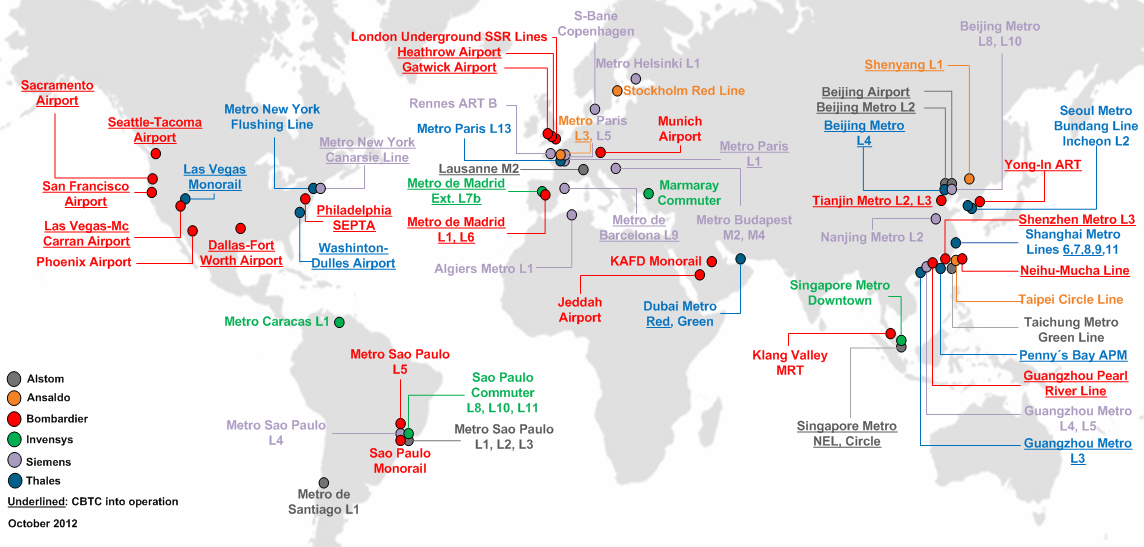 S-Bane
Copenhagen
London Underground SSR Lines
Heathrow Airport
Gatwick Airport
Metro Helsinki L1
Stockholm Red Line
Beijing Metro
L8, L10
Shenyang L1
Sacramento
Airport
Seattle-Tacoma
Airport
San Francisco
Airport
Las Vegas
Monorail
Las Vegas-Mc
Carran Airport
Phoenix Airport
Dallas-Fort
Worth Airport
Metro New York
Flushing Line
Metro New York
Canarsie Line
Philadelphia
SEPTA
Washinton-
Dulles Airport
Rennes ART B
Metro Paris L13
Lausanne M2
Metro de Madrid
Ext. L7b
Metro de Madrid
L1, L6
Algiers Metro L1
Metro Paris
L3, L5
Munich
Airport
Metro Paris
L1
Marmaray
Commuter
Metro de
Barcelona L9
Metro Budapest
M2, M4
KAFD Monorail
Jeddah
Airport
Dubai Metro
Red, Green
Beijing Airport
Beijing Metro L2
Beijing Metro
L4
Seoul Metro
Bundang Line
Incheon L2
Yong-In ART
Tianjin Metro L2, L3
Nanjing Metro L2
Shenzhen Metro L3
Shanghai Metro
Lines 6,7,8,9,11
Neihu-Mucha Line
Taipei Circle Line
Taichung Metro
Green Line
Penny´s Bay APM
Guangzhou Pearl
River Line
Guangzhou Metro
L4, L5
Guangzhou Metro
L3
Singapore Metro
Downtown
Klang Valley
MRT
Singapore Metro
NEL, Circle
Metro Caracas L1
Metro Sao Paulo
L5
Sao Paulo
Commuter
L8, L10, L11
Metro Sao Paulo
L4
Metro Sao Paulo
L1, L2, L3
Sao Paulo
Monorail
Metro de
Santiago L1
Alstom
Ansaldo
Bombardier
Invensys
Siemens
Thales
Underlined: CBTC into operation
October 2012